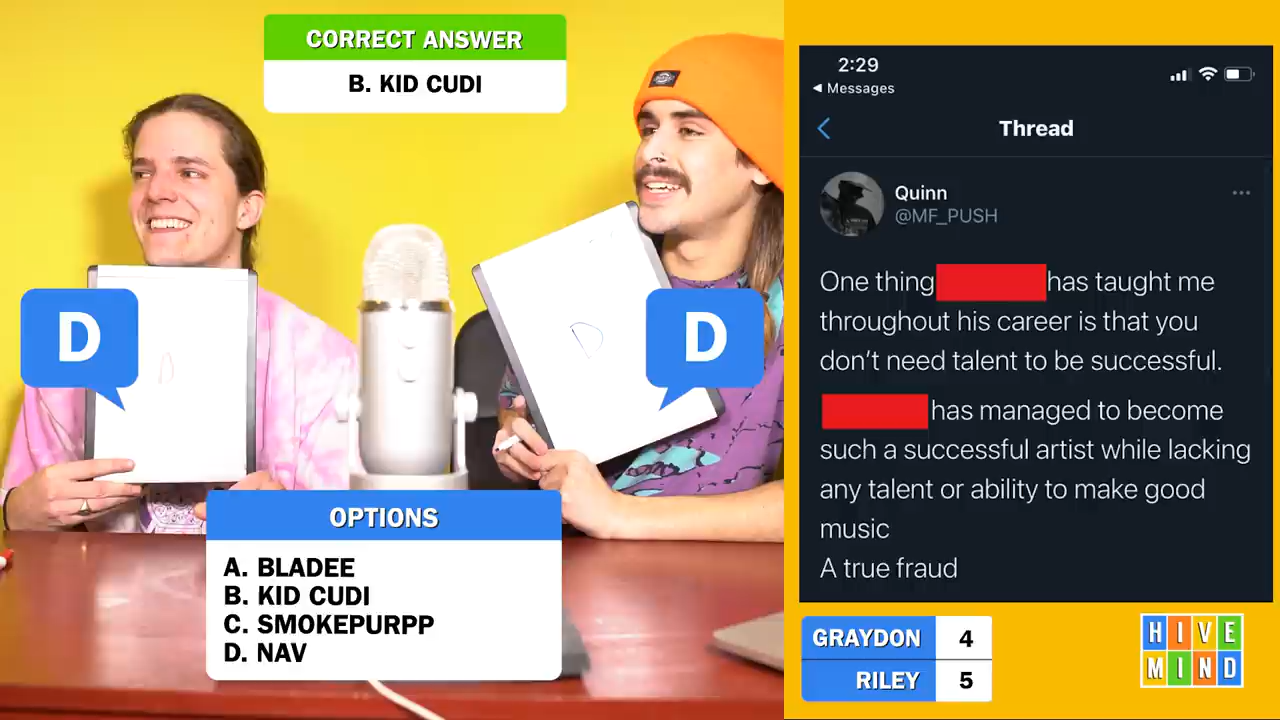 CORRECT ANSWER
B. KID CUDI
D
D
D
D
OPTIONS
A. BLADEE
B. KID CUDI
C. SMOKEPURPP
D. NAV
2:29
◀ Messages
Thread
Quinn
@MF_PUSH
One thing has taught me
throughout his career is that you
don’t need talent to be successful.
has managed to become
such a successful artist while lacking
any talent or ability to make good
music
A true fraud
GRAYDON 4
RILEY 5
HIVE
MIND